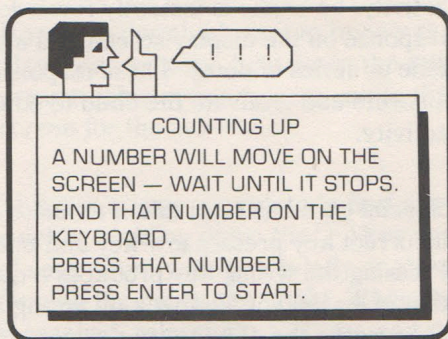 ! ! !
COUNTING UP
A NUMBER WILL MOVE ON THE
SCREEN — WAIT UNTIL IT STOPS.
FIND THAT NUMBER ON THE
KEYBOARD.
PRESS THAT NUMBER.
PRESS ENTER TO START.